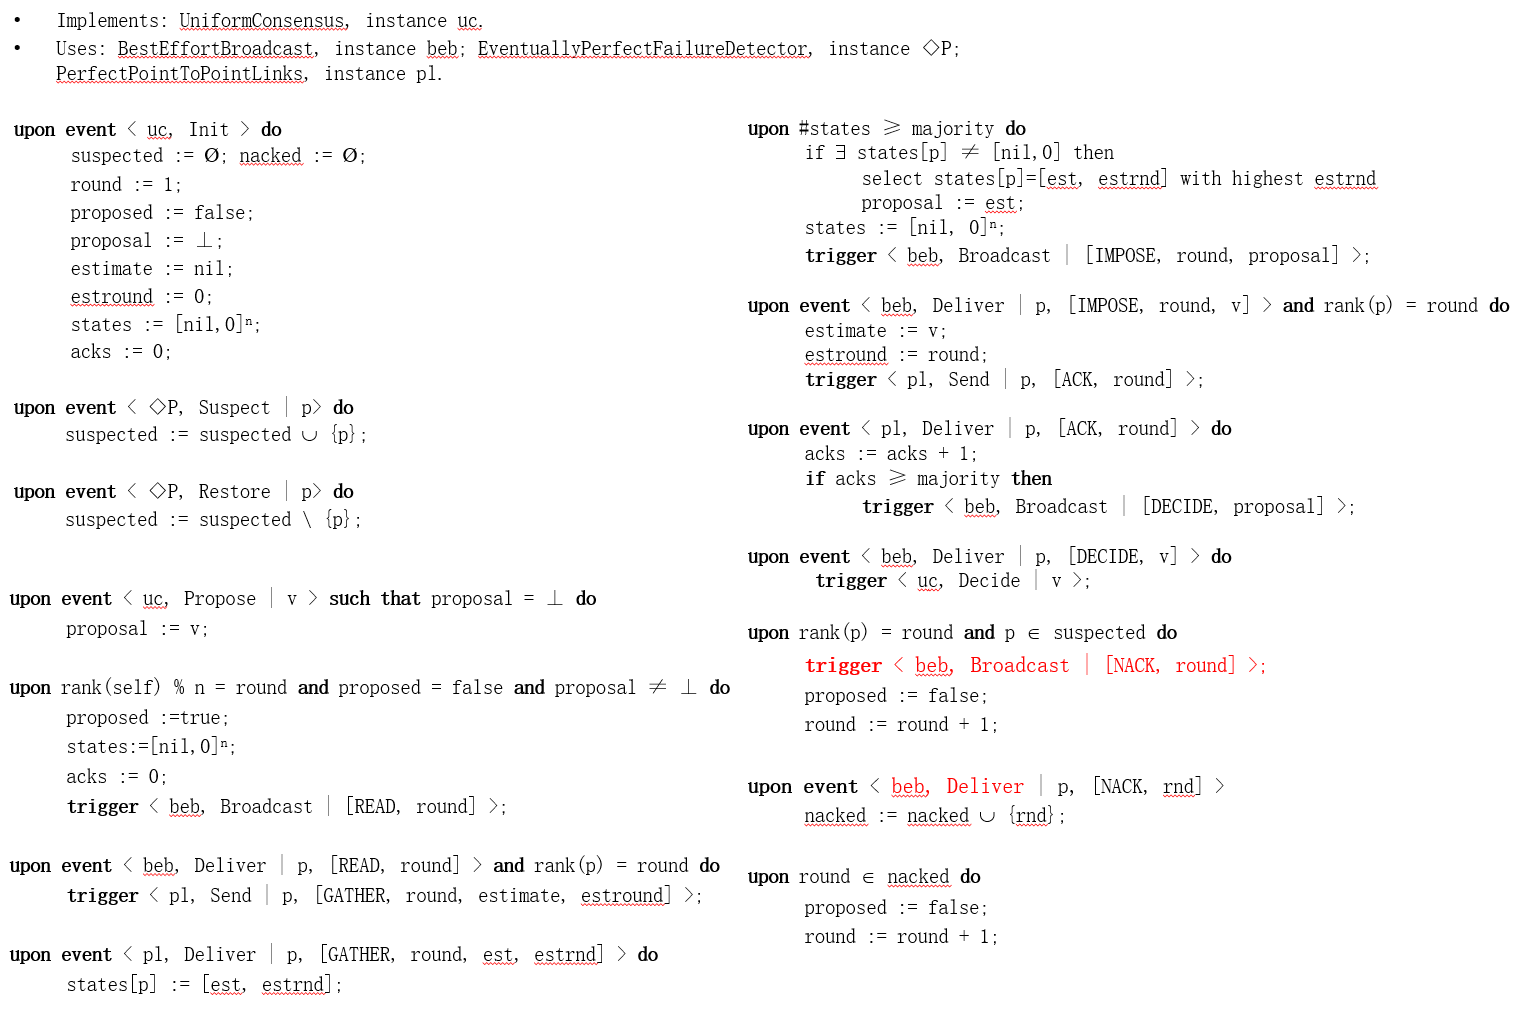 • Implements: UniformConsensus, instance uc.
• Uses: BestEffortBroadcast, instance beb; EventuallyPerfectFailureDetector, instance ◇P;
PerfectPointToPointLinks, instance pl.
upon event < uc, Init > do
suspected := Ø; nacked := Ø;
round := 1;
proposed := false;
proposal := ⊥;
estimate := nil;
estround := 0;
states := [nil,0]ⁿ;
acks := 0;
upon event < ◇P, Suspect | p> do
suspected := suspected ∪ {p};
upon event < ◇P, Restore | p> do
suspected := suspected \ {p};
upon event < uc, Propose | v > such that proposal = ⊥ do
proposal := v;
upon rank(self) % n = round and proposed = false and proposal ≠ ⊥ do
proposed :=true;
states:=[nil,0]ⁿ;
acks := 0;
trigger < beb, Broadcast | [READ, round] >;
upon event < beb, Deliver | p, [READ, round] > and rank(p) = round do
trigger < pl, Send | p, [GATHER, round, estimate, estround] >;
upon event < pl, Deliver | p, [GATHER, round, est, estrnd] > do
states[p] := [est, estrnd];
upon #states ≥ majority do
if ∃ states[p] ≠ [nil,0] then
select states[p]=[est, estrnd] with highest estrnd
proposal := est;
states := [nil, 0]ⁿ;
trigger < beb, Broadcast | [IMPOSE, round, proposal] >;
upon event < beb, Deliver | p, [IMPOSE, round, v] > and rank(p) = round do
estimate := v;
estround := round;
trigger < pl, Send | p, [ACK, round] >;
upon event < pl, Deliver | p, [ACK, round] > do
acks := acks + 1;
if acks ≥ majority then
trigger < beb, Broadcast | [DECIDE, proposal] >;
upon event < beb, Deliver | p, [DECIDE, v] > do
trigger < uc, Decide | v >;
upon rank(p) = round and p ∈ suspected do
trigger < beb, Broadcast | [NACK, round] >;
proposed := false;
round := round + 1;
upon event < beb, Deliver | p, [NACK, rnd] >
nacked := nacked ∪ {rnd};
upon round ∈ nacked do
proposed := false;
round := round + 1;